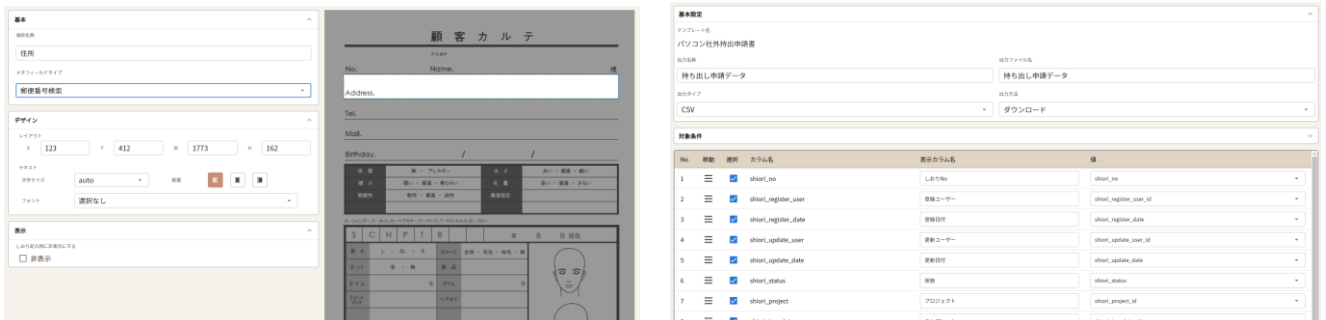 基本
項目名称
住所
メタフィールドタイプ
郵便番号検索
デザイン
レイアウト
X 123 Y 412 W 1773 H 162
テキスト
文字サイズ auto 配置
フォント 選択なし
表示
しおり記入時に非表示にする
非表示
顧客カルテ
フリガナ
No. Name. 様
Address.
Tel.
Mail.
Birthday. / /
S C H P T B 年 月 日 担当.
基本設定
テンプレート名
パソコン社外持出申請書
出力名称 出力ファイル名
持ち出し申請データ 持ち出し申請データ
出力タイプ 出力方法
CSV ダウンロード
対象条件
No 移動 選択 カラム名 表示カラム名 値
1 shiori_no しおりNo shiori_no
2 shiori_register_user 登録ユーザー shiori_register_user_id
3 shiori_register_date 登録日付 shiori_register_date
4 shiori_update_user 更新ユーザー shiori_update_user_id
5 shiori_update_date 更新日付 shiori_update_date
6 shiori_status 状態 shiori_status
7 shiori_project プロジェクト shiori_project_id